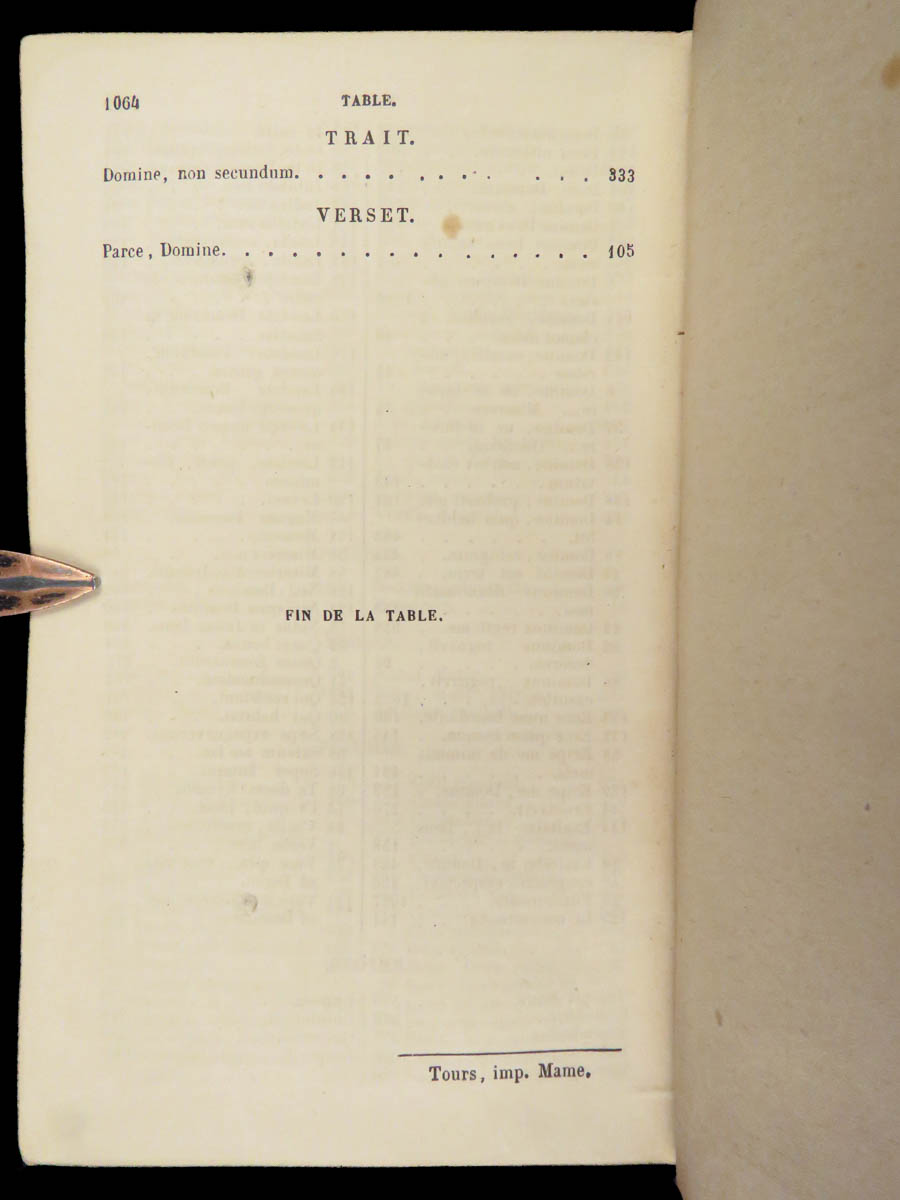 1064 TABLE.
TRAIT.
Domine, non secundum. . . . . . . . . . . . 333
VERSET.
Parce, Domine. . . . . . . . . . . . . . . . . 105
FIN DE LA TABLE.
Tours, imp. Mame.